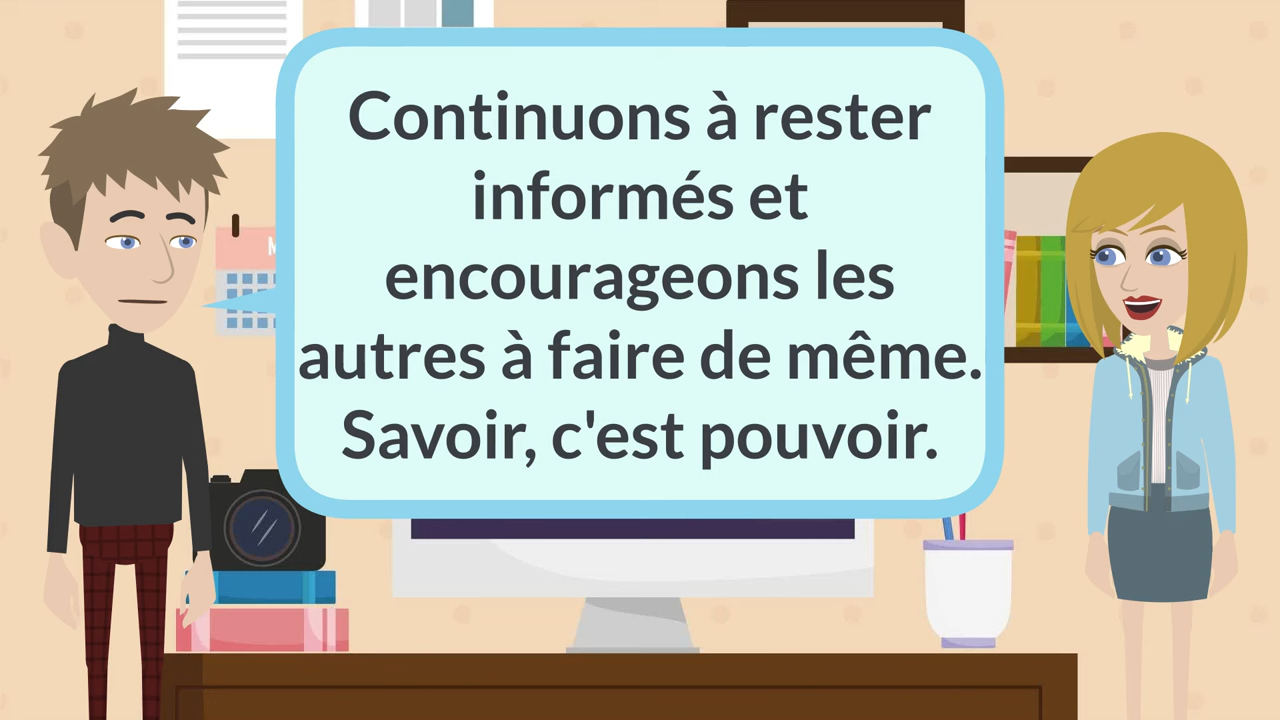 Continuons à rester
informés et
encourageons les
autres à faire de même.
Savoir, c'est pouvoir.